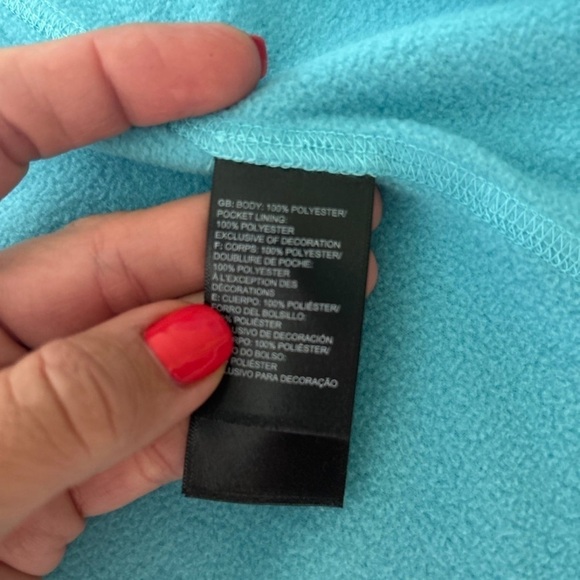 GB: BODY: 100% POLYESTER/
POCKET LINING:
100% POLYESTER
EXCLUSIVE OF DECORATION
F: CORPS: 100% POLYESTER/
DOUBLURE DE POCHE:
100% POLYESTER
À L'EXCEPTION DES
DÉCORATIONS
E: CUERPO: 100% POLIÉSTER/
FORRO DEL BOLSILLO:
POLIÉSTER
DE DECORACIÓN
100% POLIÉSTER/
DO BOLSO:
POLIÉSTER
PARA DECORAÇÃO